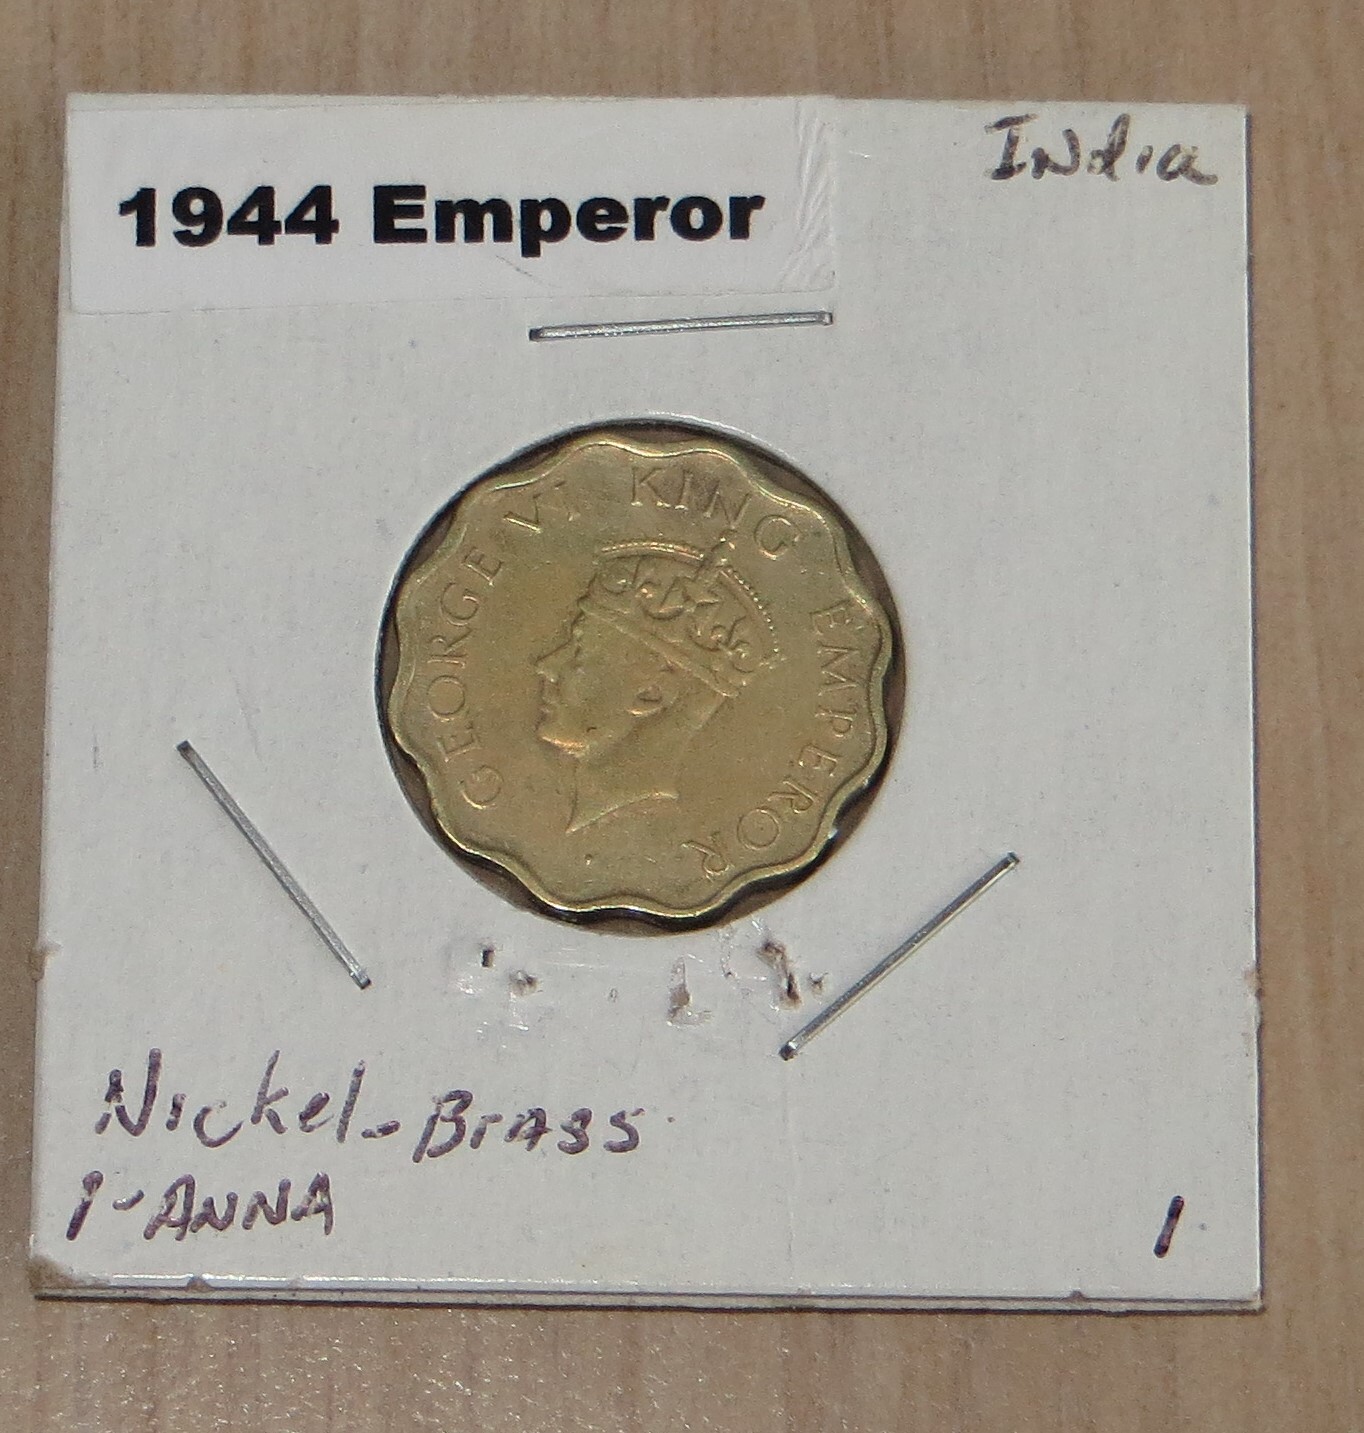 1944 Emperor
India
GEORGE VI KING EMPEROR
Nickel-Brass
1-ANNA
1